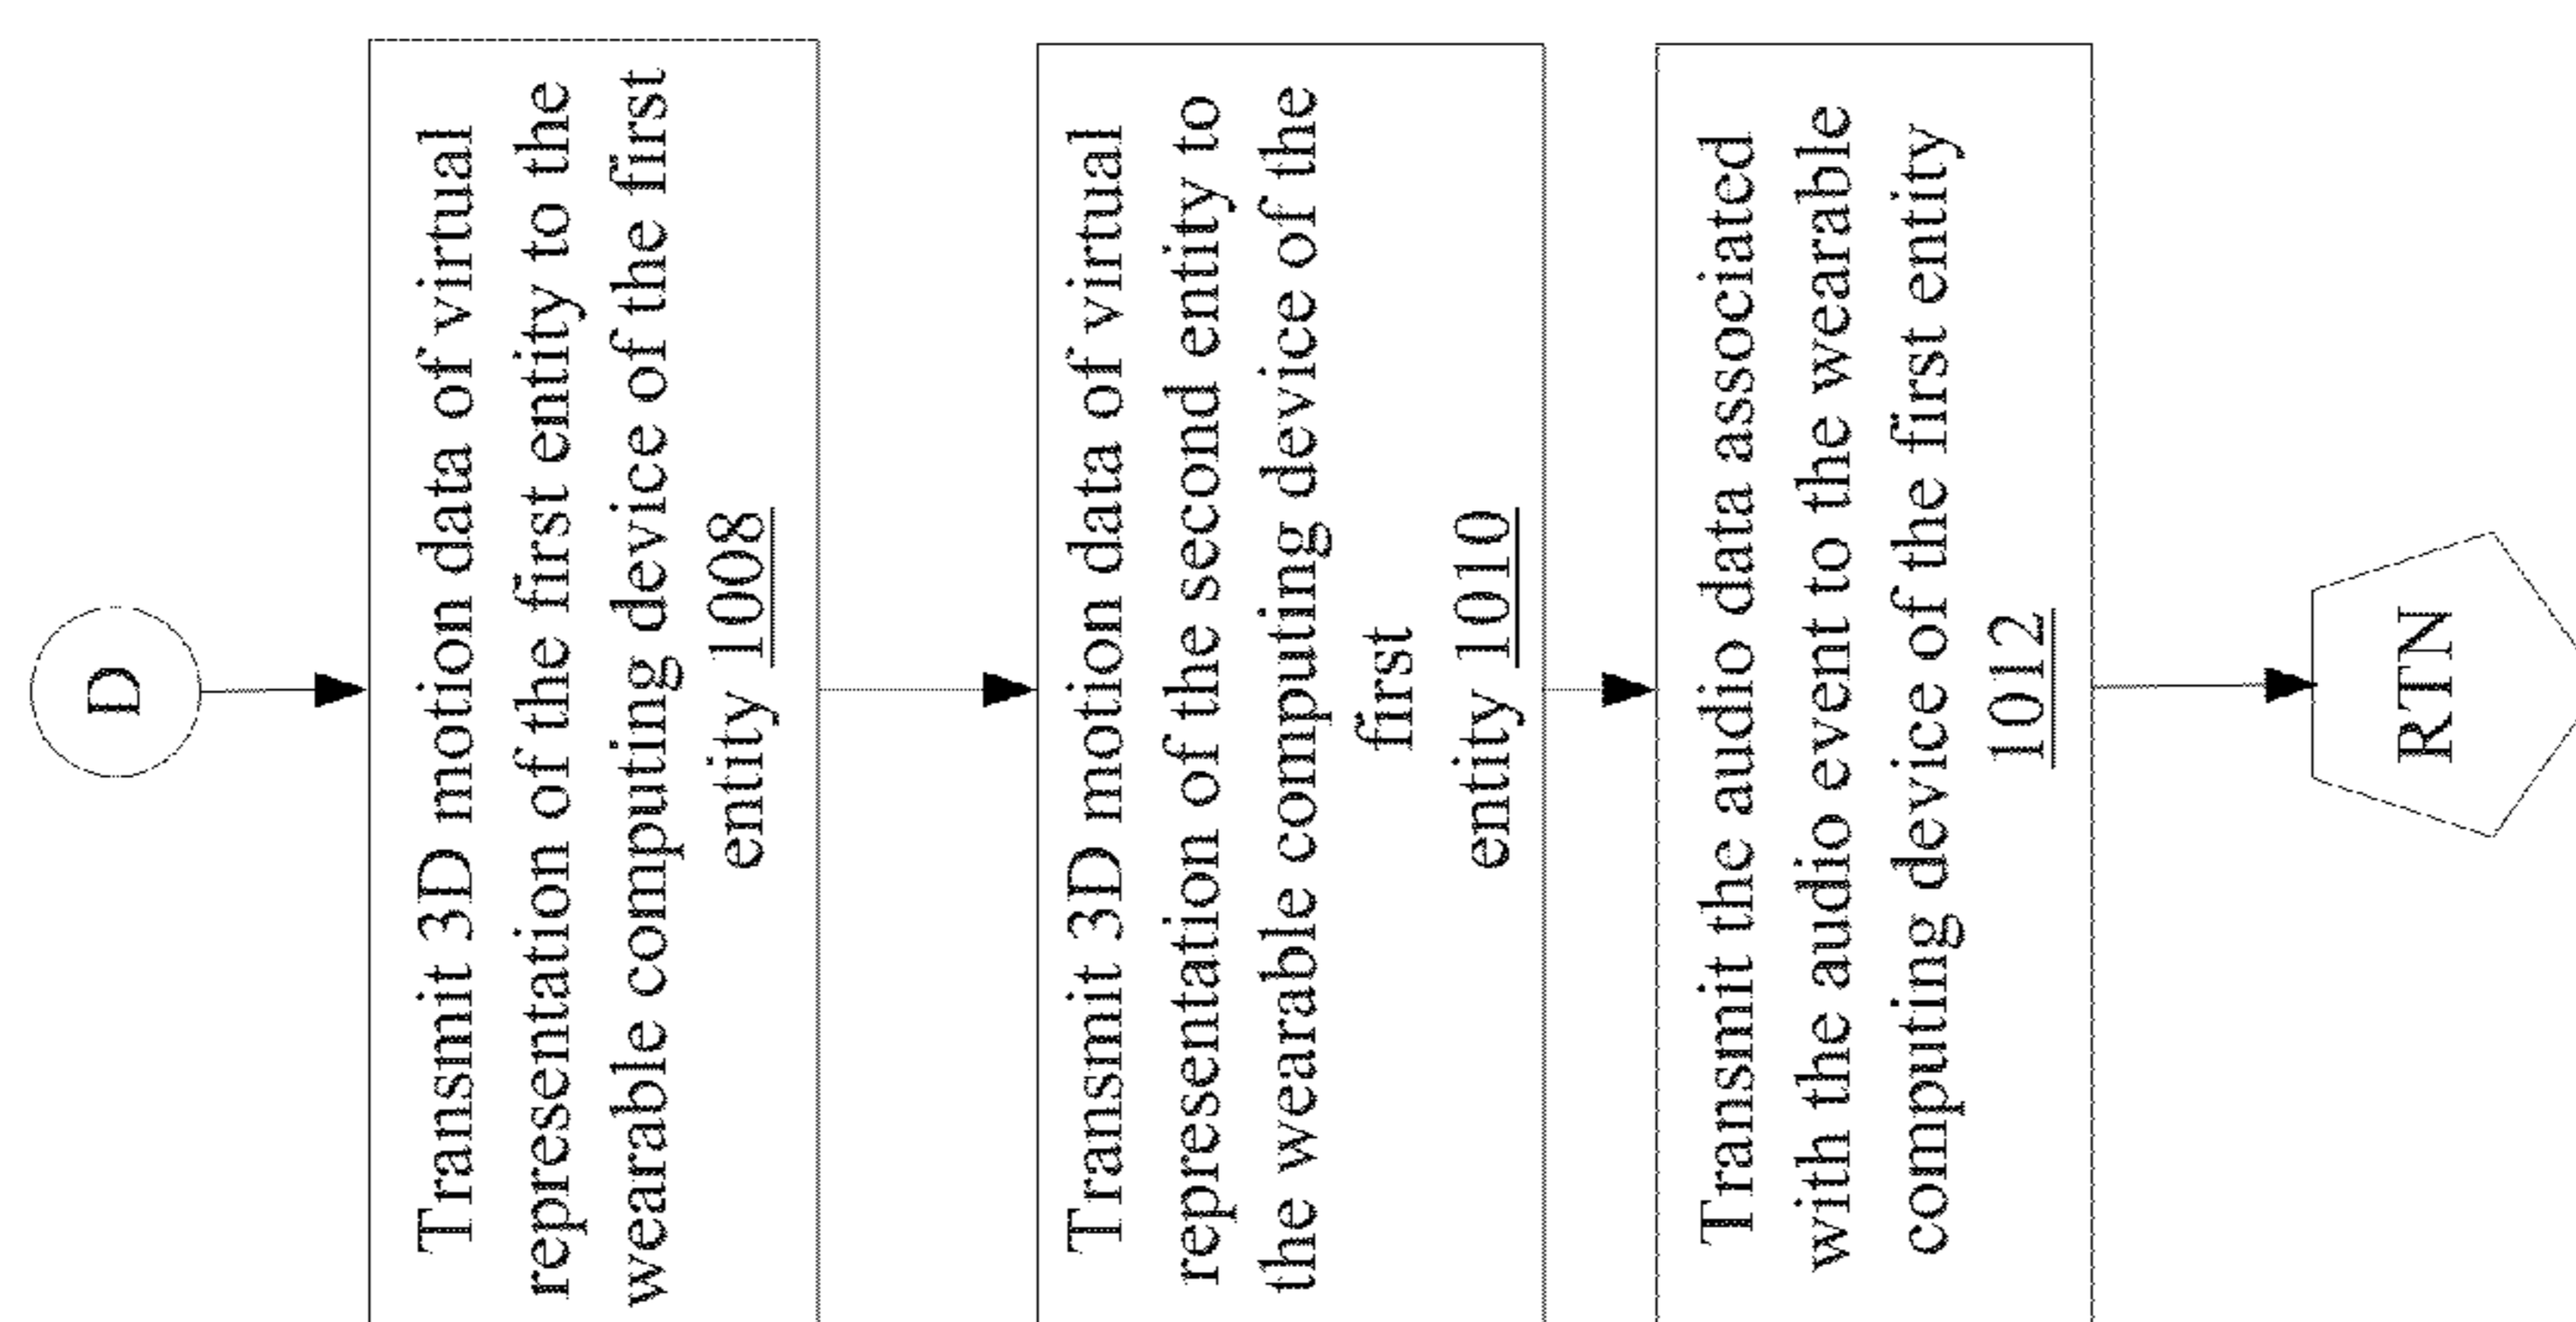 D
Transmit 3D motion data of virtual
representation of the first entity to the
wearable computing device of the first
entity 1008
Transmit 3D motion data of virtual
representation of the second entity to
the wearable computing device of the
first
entity 1010
Transmit the audio data associated
with the audio event to the wearable
computing device of the first entity
1012
RTN